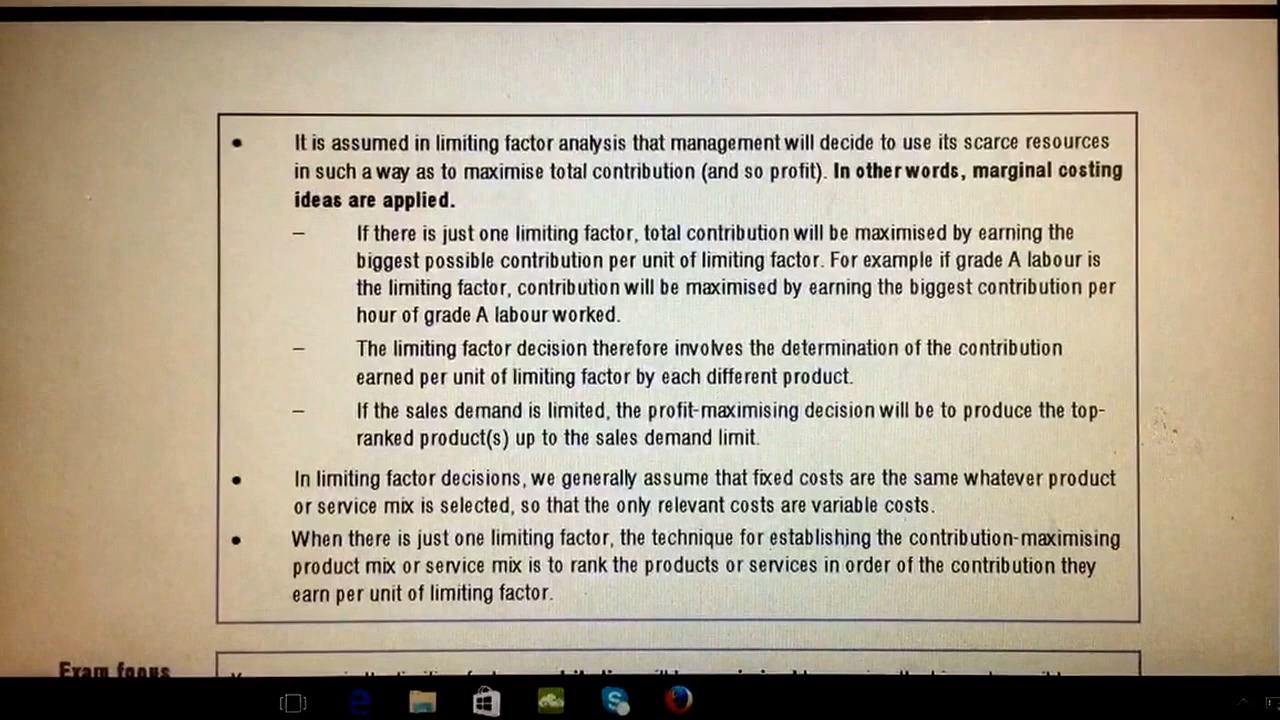 • It is assumed in limiting factor analysis that management will decide to use its scarce resources
in such a way as to maximise total contribution (and so profit). In other words, marginal costing
ideas are applied.
– If there is just one limiting factor, total contribution will be maximised by earning the
biggest possible contribution per unit of limiting factor. For example if grade A labour is
the limiting factor, contribution will be maximised by earning the biggest contribution per
hour of grade A labour worked.
– The limiting factor decision therefore involves the determination of the contribution
earned per unit of limiting factor by each different product.
– If the sales demand is limited, the profit-maximising decision will be to produce the top-
ranked product(s) up to the sales demand limit.
• In limiting factor decisions, we generally assume that fixed costs are the same whatever product
or service mix is selected, so that the only relevant costs are variable costs.
• When there is just one limiting factor, the technique for establishing the contribution-maximising
product mix or service mix is to rank the products or services in order of the contribution they
earn per unit of limiting factor.
Exam focus